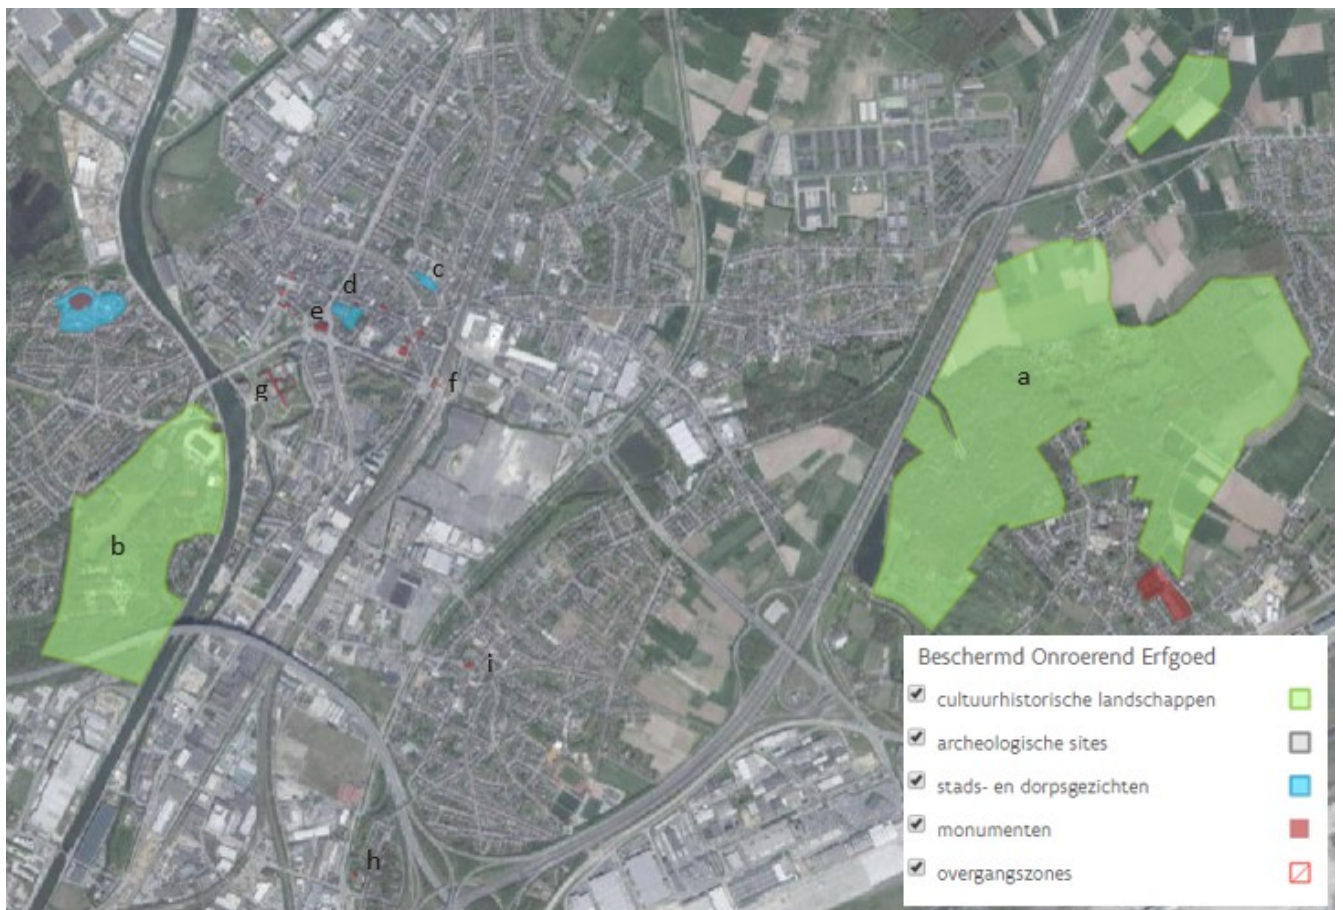 c
d
e
f
g
a
b
i
h
Beschermd Onroerend Erfgoed
cultuurhistorische landschappen
archeologische sites
stads- en dorpsgezichten
monumenten
overgangszones